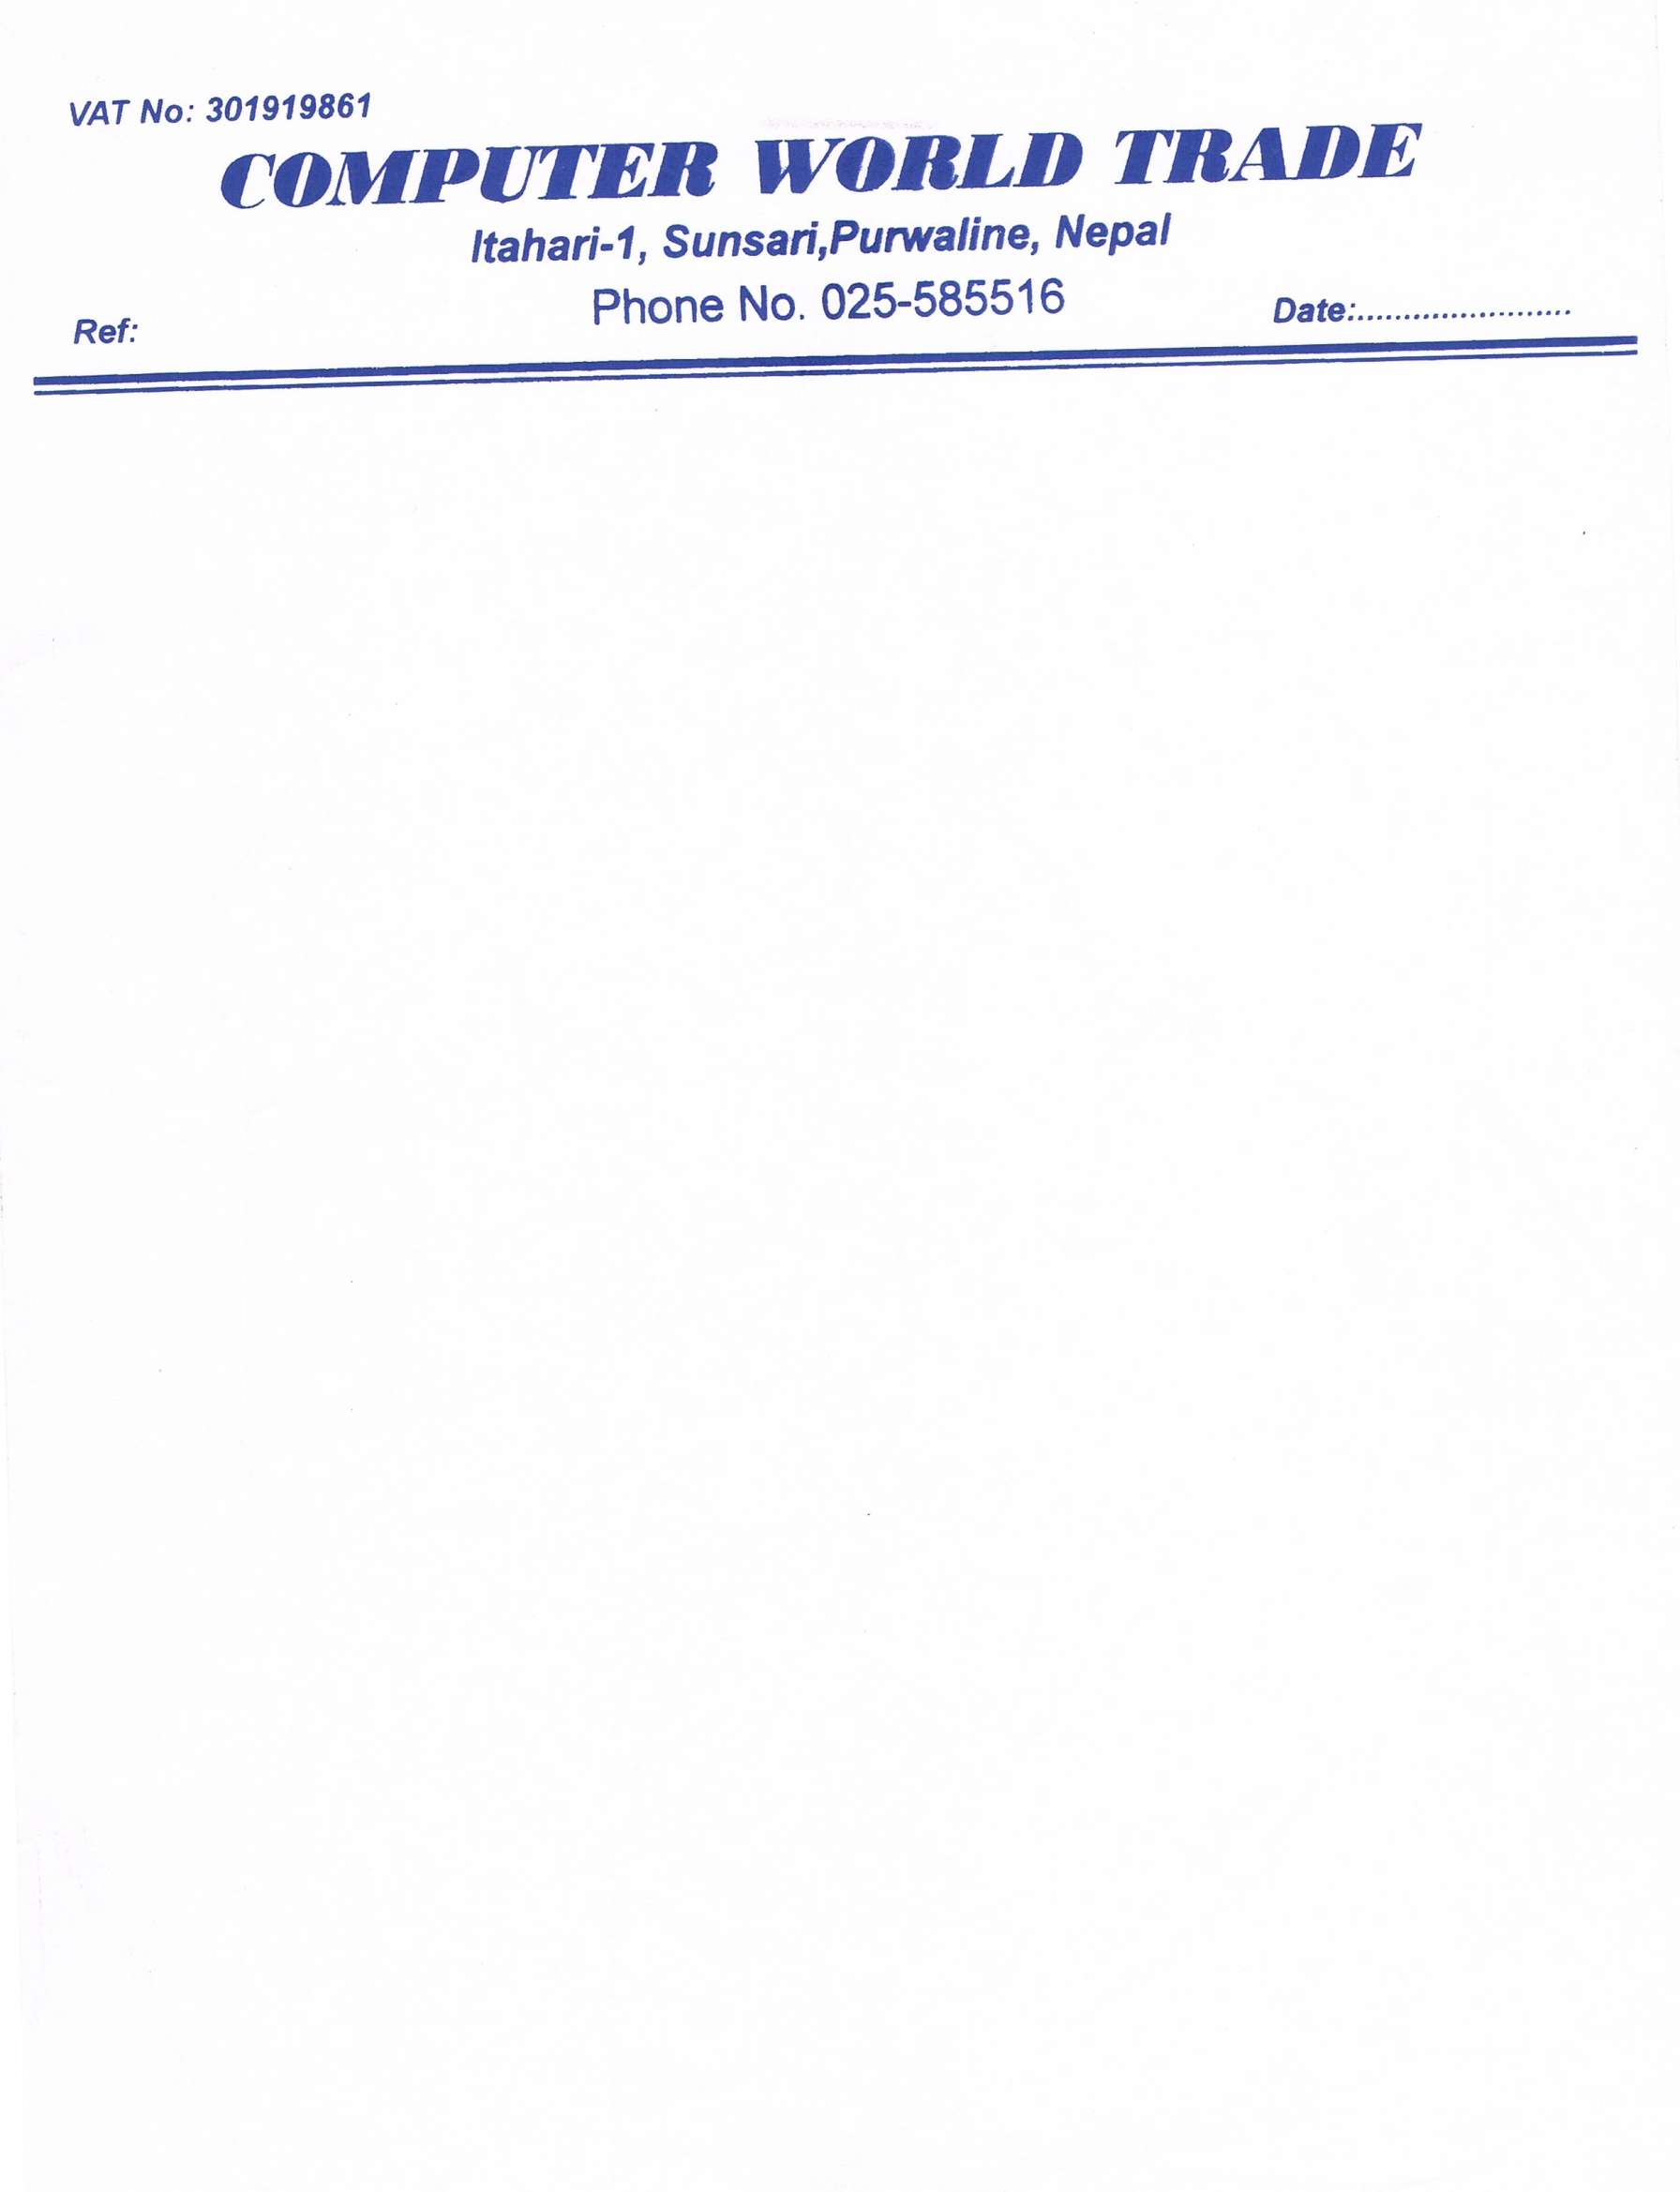 VAT No: 301919861
COMPUTER WORLD TRADE
Itahari-1, Sunsari,Purwaline, Nepal
Phone No. 025-585516
Ref:
Date:........................